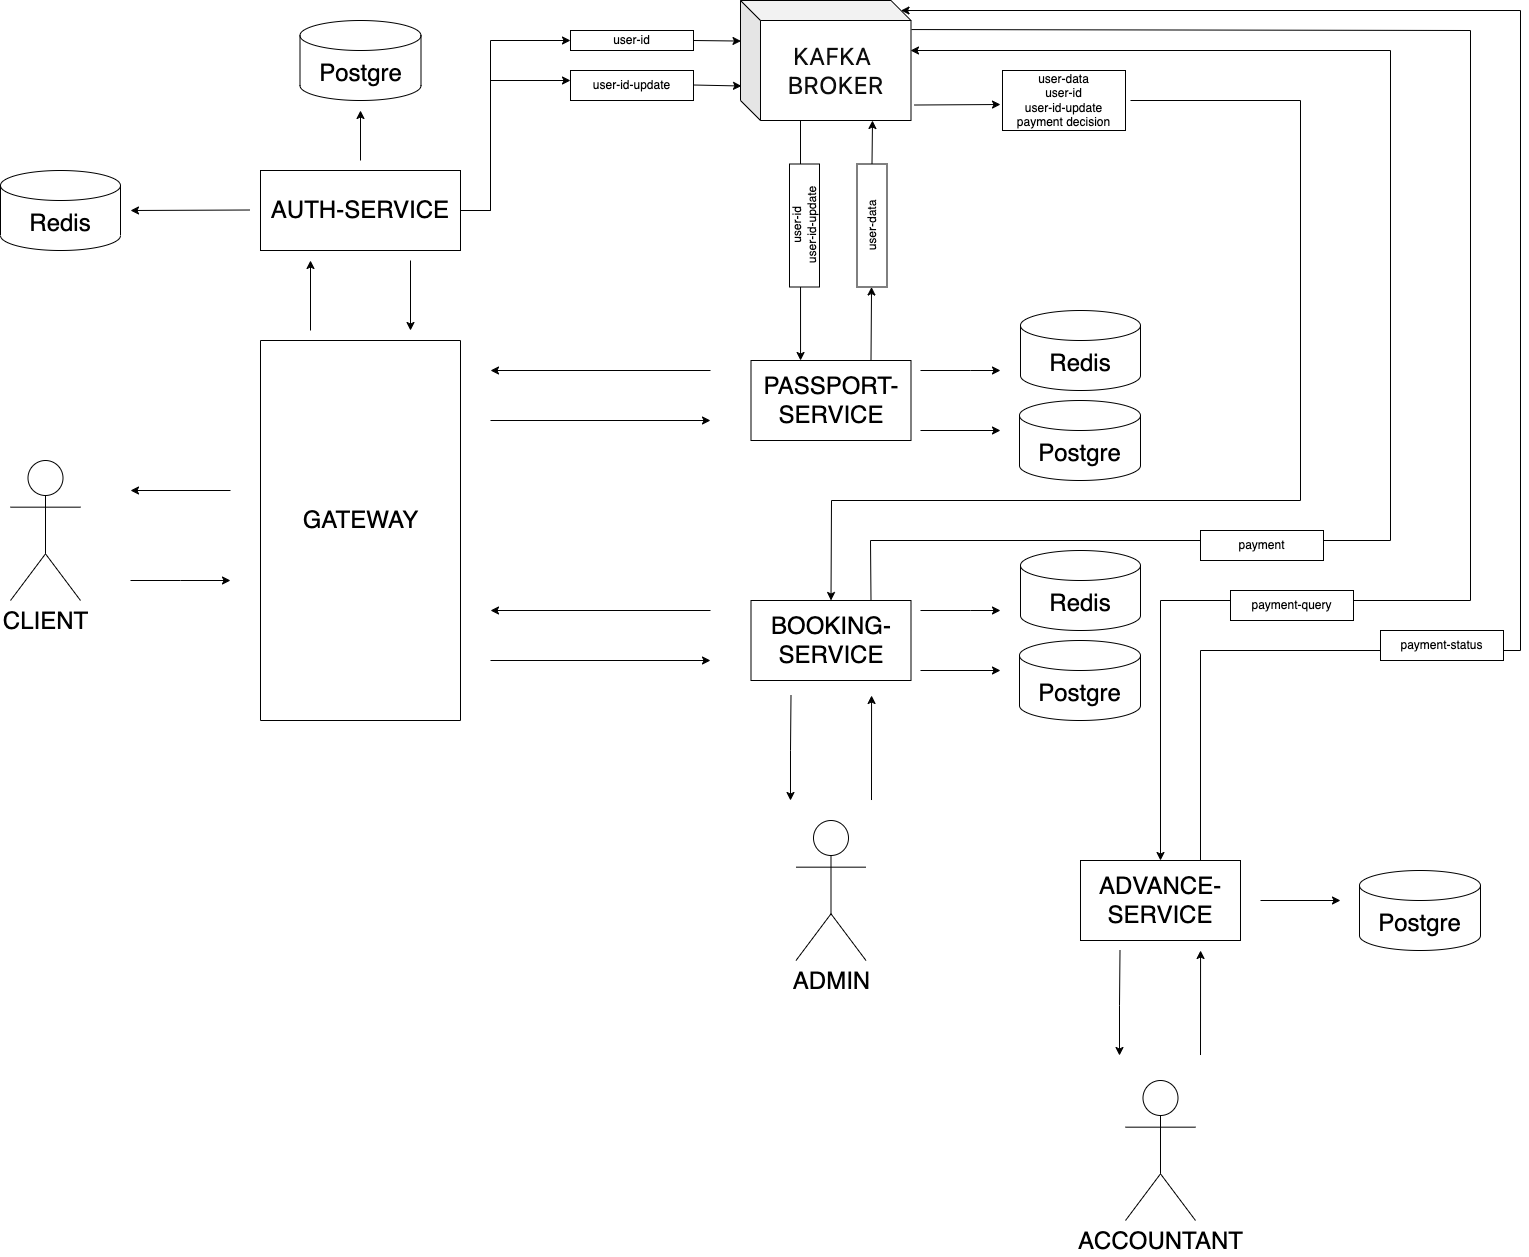 user-id
KAFKA
BROKER
Postgre
user-id-update
user-data
user-id
user-id-update
payment decision
Redis
AUTH-SERVICE
user-id
user-id-update
user-data
Redis
PASSPORT-
SERVICE
Postgre
GATEWAY
CLIENT
payment
Redis
payment-query
BOOKING-
SERVICE
payment-status
Postgre
ADVANCE-
SERVICE
Postgre
ADMIN
ACCOUNTANT